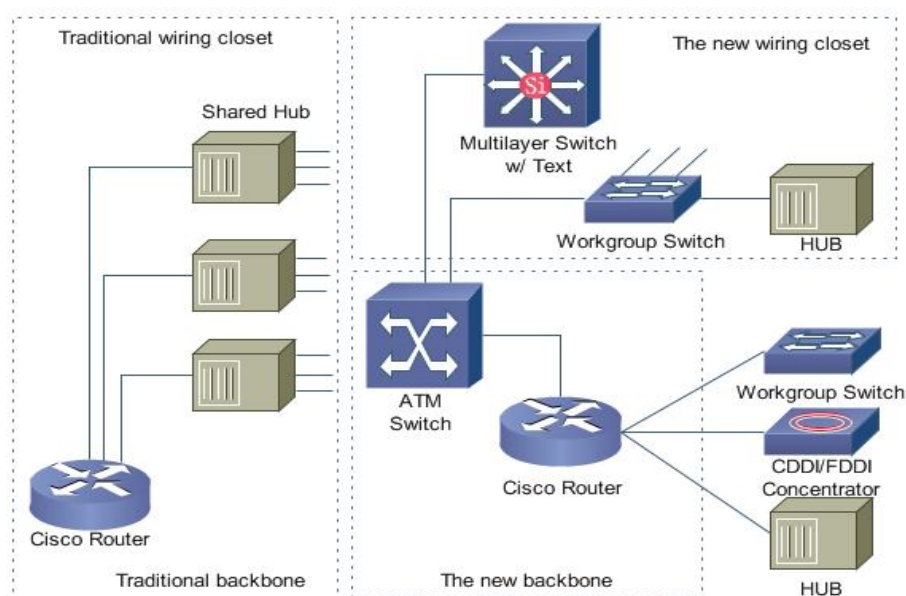 Traditional wiring closet
Shared Hub
Cisco Router
Traditional backbone
The new wiring closet
Si
Multilayer Switch
w/ Text
Workgroup Switch
HUB
ATM
Switch
Cisco Router
The new backbone
Workgroup Switch
CDDI/FDDI
Concentrator
HUB